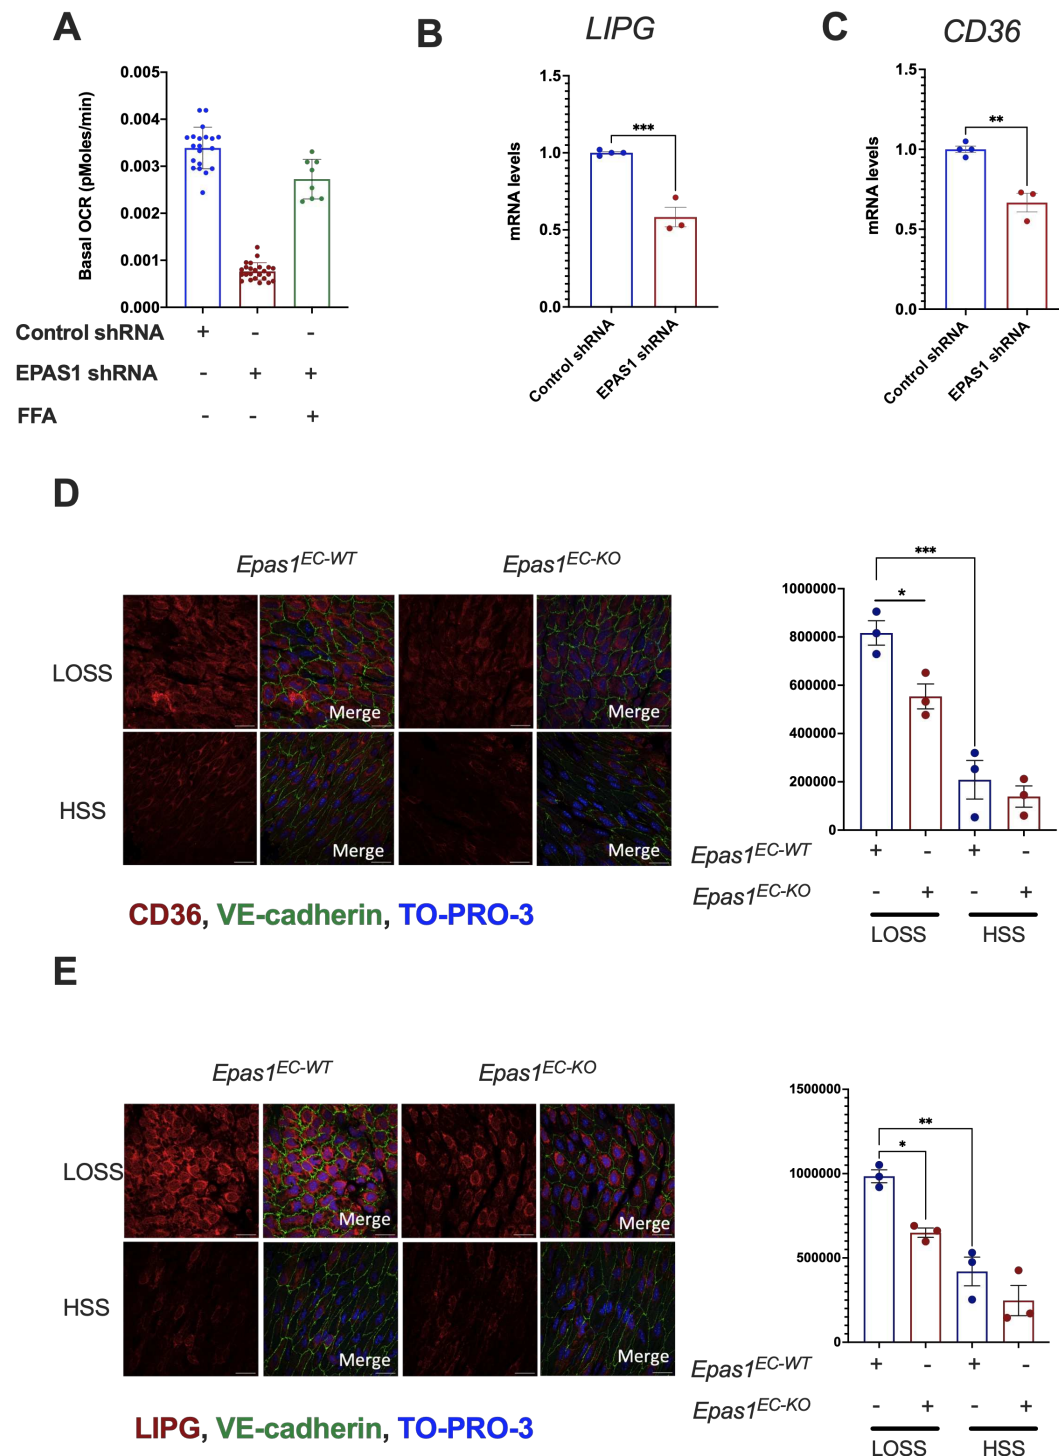 A
Basal OCR (pMoles/min)
0.005
0.004
0.003
0.002
0.001
0.000
Control shRNA + - -
EPAS1 shRNA - + +
FFA - - +
B
LIPG
mRNA levels
1.5
1.0
0.5
0.0
***
Control shRNA
EPAS1 shRNA
C
CD36
mRNA levels
1.5
1.0
0.5
0.0
**
Control shRNA
EPAS1 shRNA
D
Epas1EC-WT
Epas1EC-KO
LOSS
Merge
Merge
HSS
Merge
Merge
CD36, VE-cadherin, TO-PRO-3
1000000
800000
600000
400000
200000
0
***
*
Epas1EC-WT + - + -
Epas1EC-KO - + - +
LOSS HSS
E
Epas1EC-WT
Epas1EC-KO
LOSS
Merge
Merge
HSS
Merge
Merge
LIPG, VE-cadherin, TO-PRO-3
1500000
1000000
500000
0
**
*
Epas1EC-WT + - + -
Epas1EC-KO - + - +
LOSS HSS